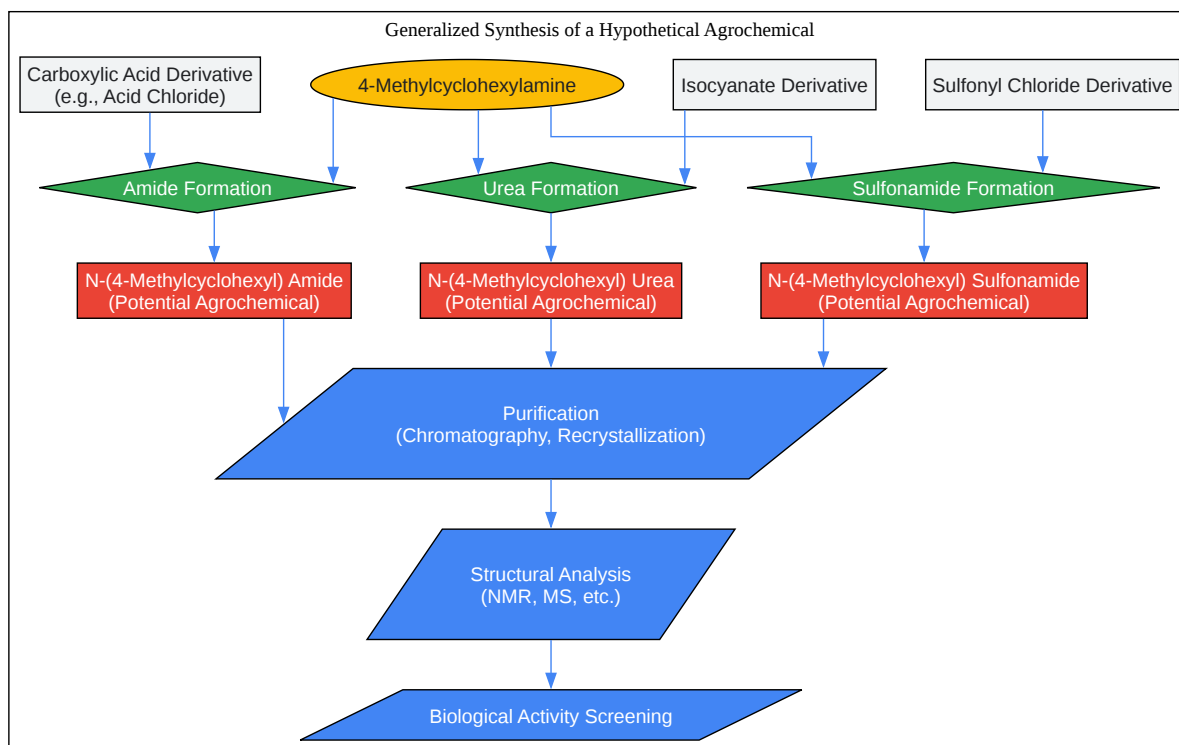 Generalized Synthesis of a Hypothetical Agrochemical
Carboxylic Acid Derivative
(e.g., Acid Chloride)
4-Methylcyclohexylamine
Isocyanate Derivative
Sulfonyl Chloride Derivative
Amide Formation
Urea Formation
Sulfonamide Formation
N-(4-Methylcyclohexyl) Amide
(Potential Agrochemical)
N-(4-Methylcyclohexyl) Urea
(Potential Agrochemical)
N-(4-Methylcyclohexyl) Sulfonamide
(Potential Agrochemical)
Purification
(Chromatography, Recrystallization)
Structural Analysis
(NMR, MS, etc.)
Biological Activity Screening